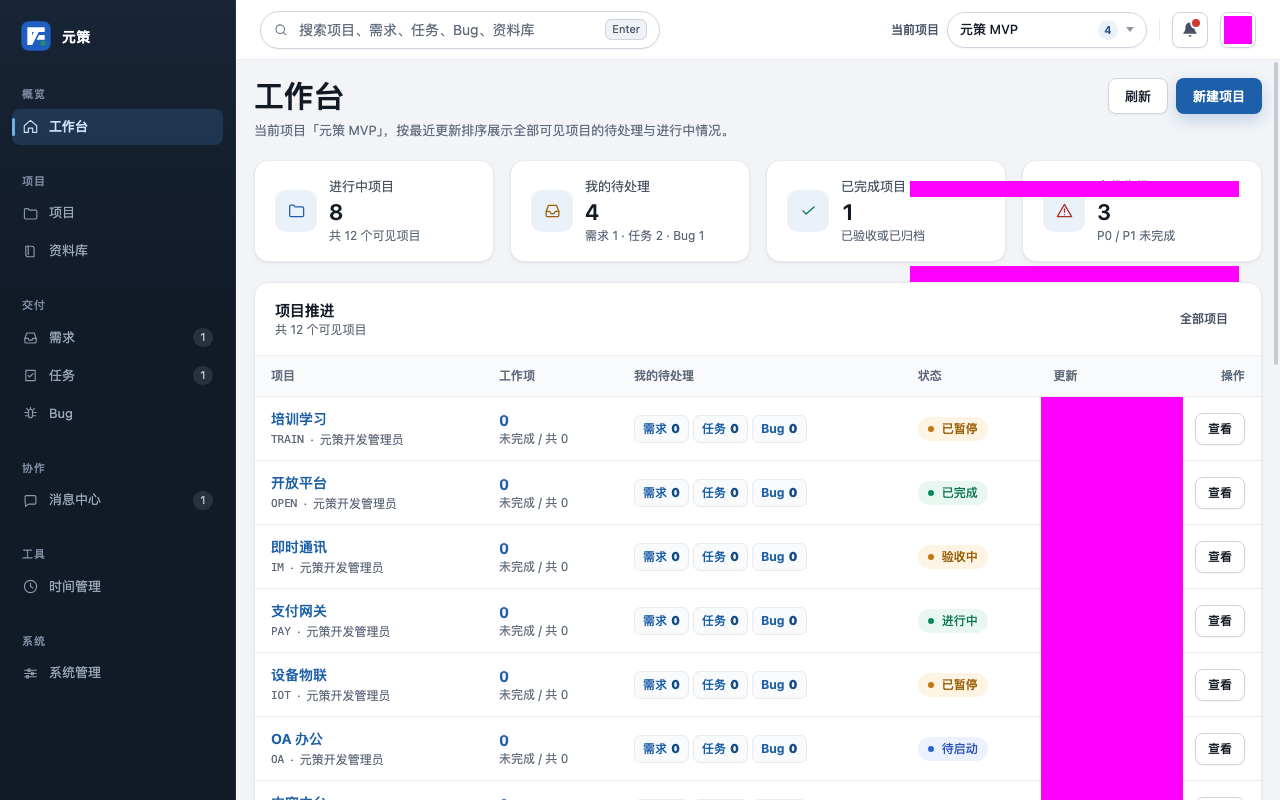 元策
概览
工作台
项目
项目
资料库
交付
需求 1
任务 1
Bug
协作
消息中心 1
工具
时间管理
系统
系统管理
搜索项目、需求、任务、Bug、资料库 Enter
当前项目 元策 MVP 4
工作台
刷新 新建项目
当前项目「元策 MVP」，按最近更新排序展示全部可见项目的待处理与进行中情况。
进行中项目
8
共 12 个可见项目
我的待处理
4
需求 1 · 任务 2 · Bug 1
已完成项目
1
已验收或已归档
3
P0 / P1 未完成
项目推进
共 12 个可见项目
全部项目
项目 工作项 我的待处理 状态 更新 操作
培训学习 0 需求 0 任务 0 Bug 0 已暂停 查看
TRAIN · 元策开发管理员 未完成 / 共 0
开放平台 0 需求 0 任务 0 Bug 0 已完成 查看
OPEN · 元策开发管理员 未完成 / 共 0
即时通讯 0 需求 0 任务 0 Bug 0 验收中 查看
IM · 元策开发管理员 未完成 / 共 0
支付网关 0 需求 0 任务 0 Bug 0 进行中 查看
PAY · 元策开发管理员 未完成 / 共 0
设备物联 0 需求 0 任务 0 Bug 0 已暂停 查看
IOT · 元策开发管理员 未完成 / 共 0
OA 办公 0 需求 0 任务 0 Bug 0 待启动 查看
OA · 元策开发管理员 未完成 / 共 0